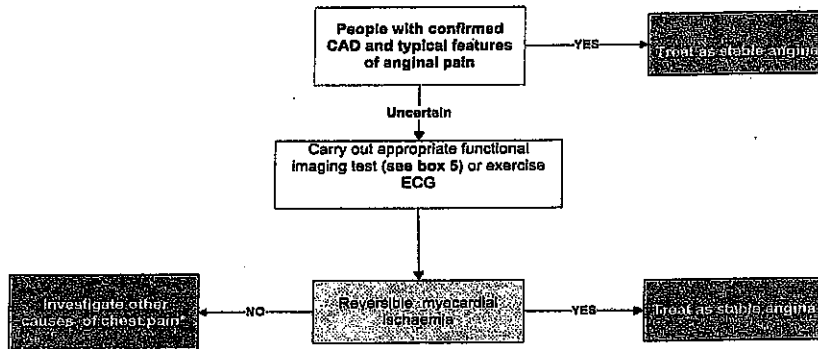 People with confirmed
CAD and typical features
of anginal pain
YES
Treat as stable angina
Uncertain
Carry out appropriate functional
imaging test (see box 5) or exercise
ECG
Investigate other
causes of chest pain
NO
Reversible myocardial
ischaemia
YES
Treat as stable angina